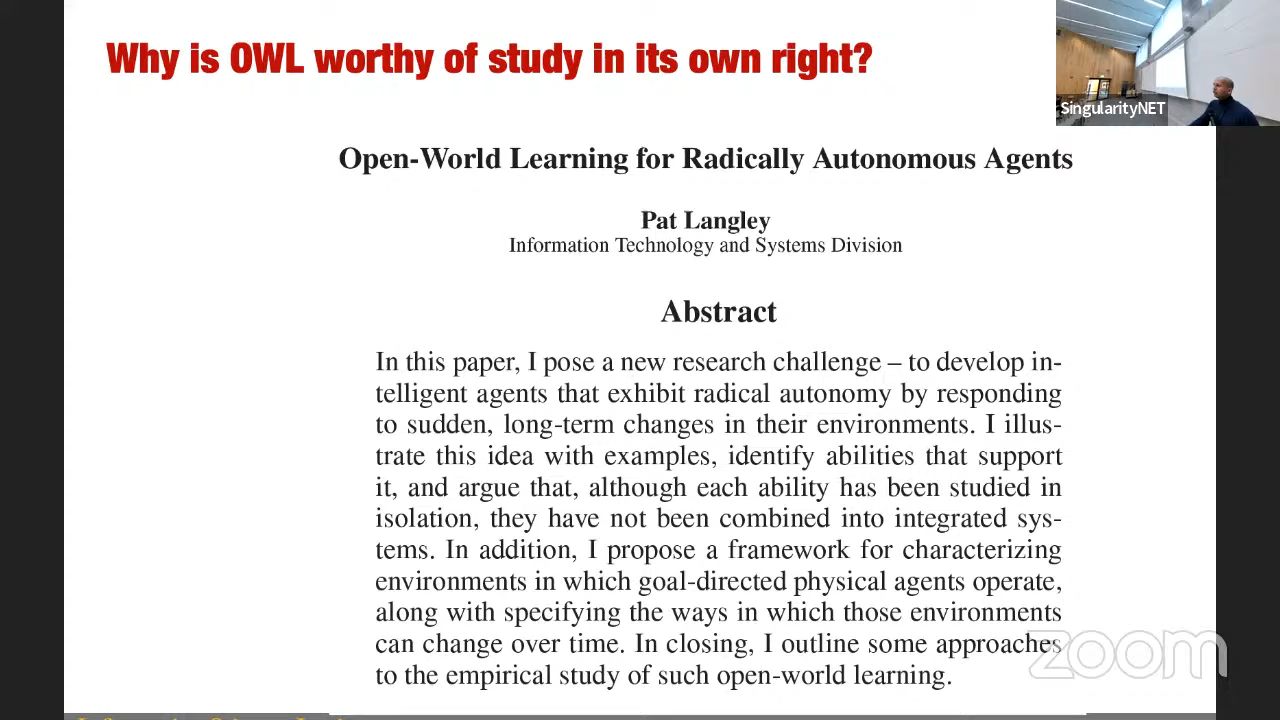 Why is OWL worthy of study in its own right?
SingularityNET
Open-World Learning for Radically Autonomous Agents
Pat Langley
Information Technology and Systems Division
Abstract
In this paper, I pose a new research challenge – to develop in-
telligent agents that exhibit radical autonomy by responding
to sudden, long-term changes in their environments. I illus-
trate this idea with examples, identify abilities that support
it, and argue that, although each ability has been studied in
isolation, they have not been combined into integrated sys-
tems. In addition, I propose a framework for characterizing
environments in which goal-directed physical agents operate,
along with specifying the ways in which those environments
can change over time. In closing, I outline some approaches
to the empirical study of such open-world learning.
zoom